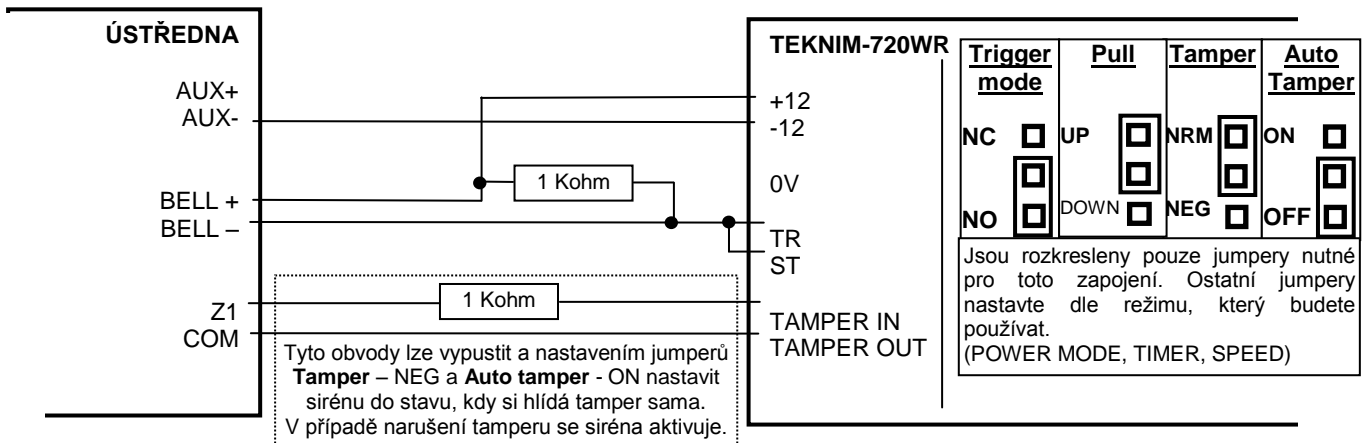 ÚSTŘEDNA
AUX+
AUX-
BELL +
BELL –
Z1
COM
1 Kohm
1 Kohm
Tyto obvody lze vypustit a nastavením jumperů
Tamper – NEG a Auto tamper - ON nastavit
sirénu do stavu, kdy si hlídá tamper sama.
V případě narušení tamperu se siréna aktivuje.
TEKNIM-720WR
+12
-12
0V
TR
ST
TAMPER IN
TAMPER OUT
Trigger
mode
NC
NO
Pull
UP
DOWN
Tamper
NRM
NEG
Auto
Tamper
ON
OFF
Jsou rozkresleny pouze jumpery nutné
pro toto zapojení. Ostatní jumpery
nastavte dle režimu, který budete
používat.
(POWER MODE, TIMER, SPEED)